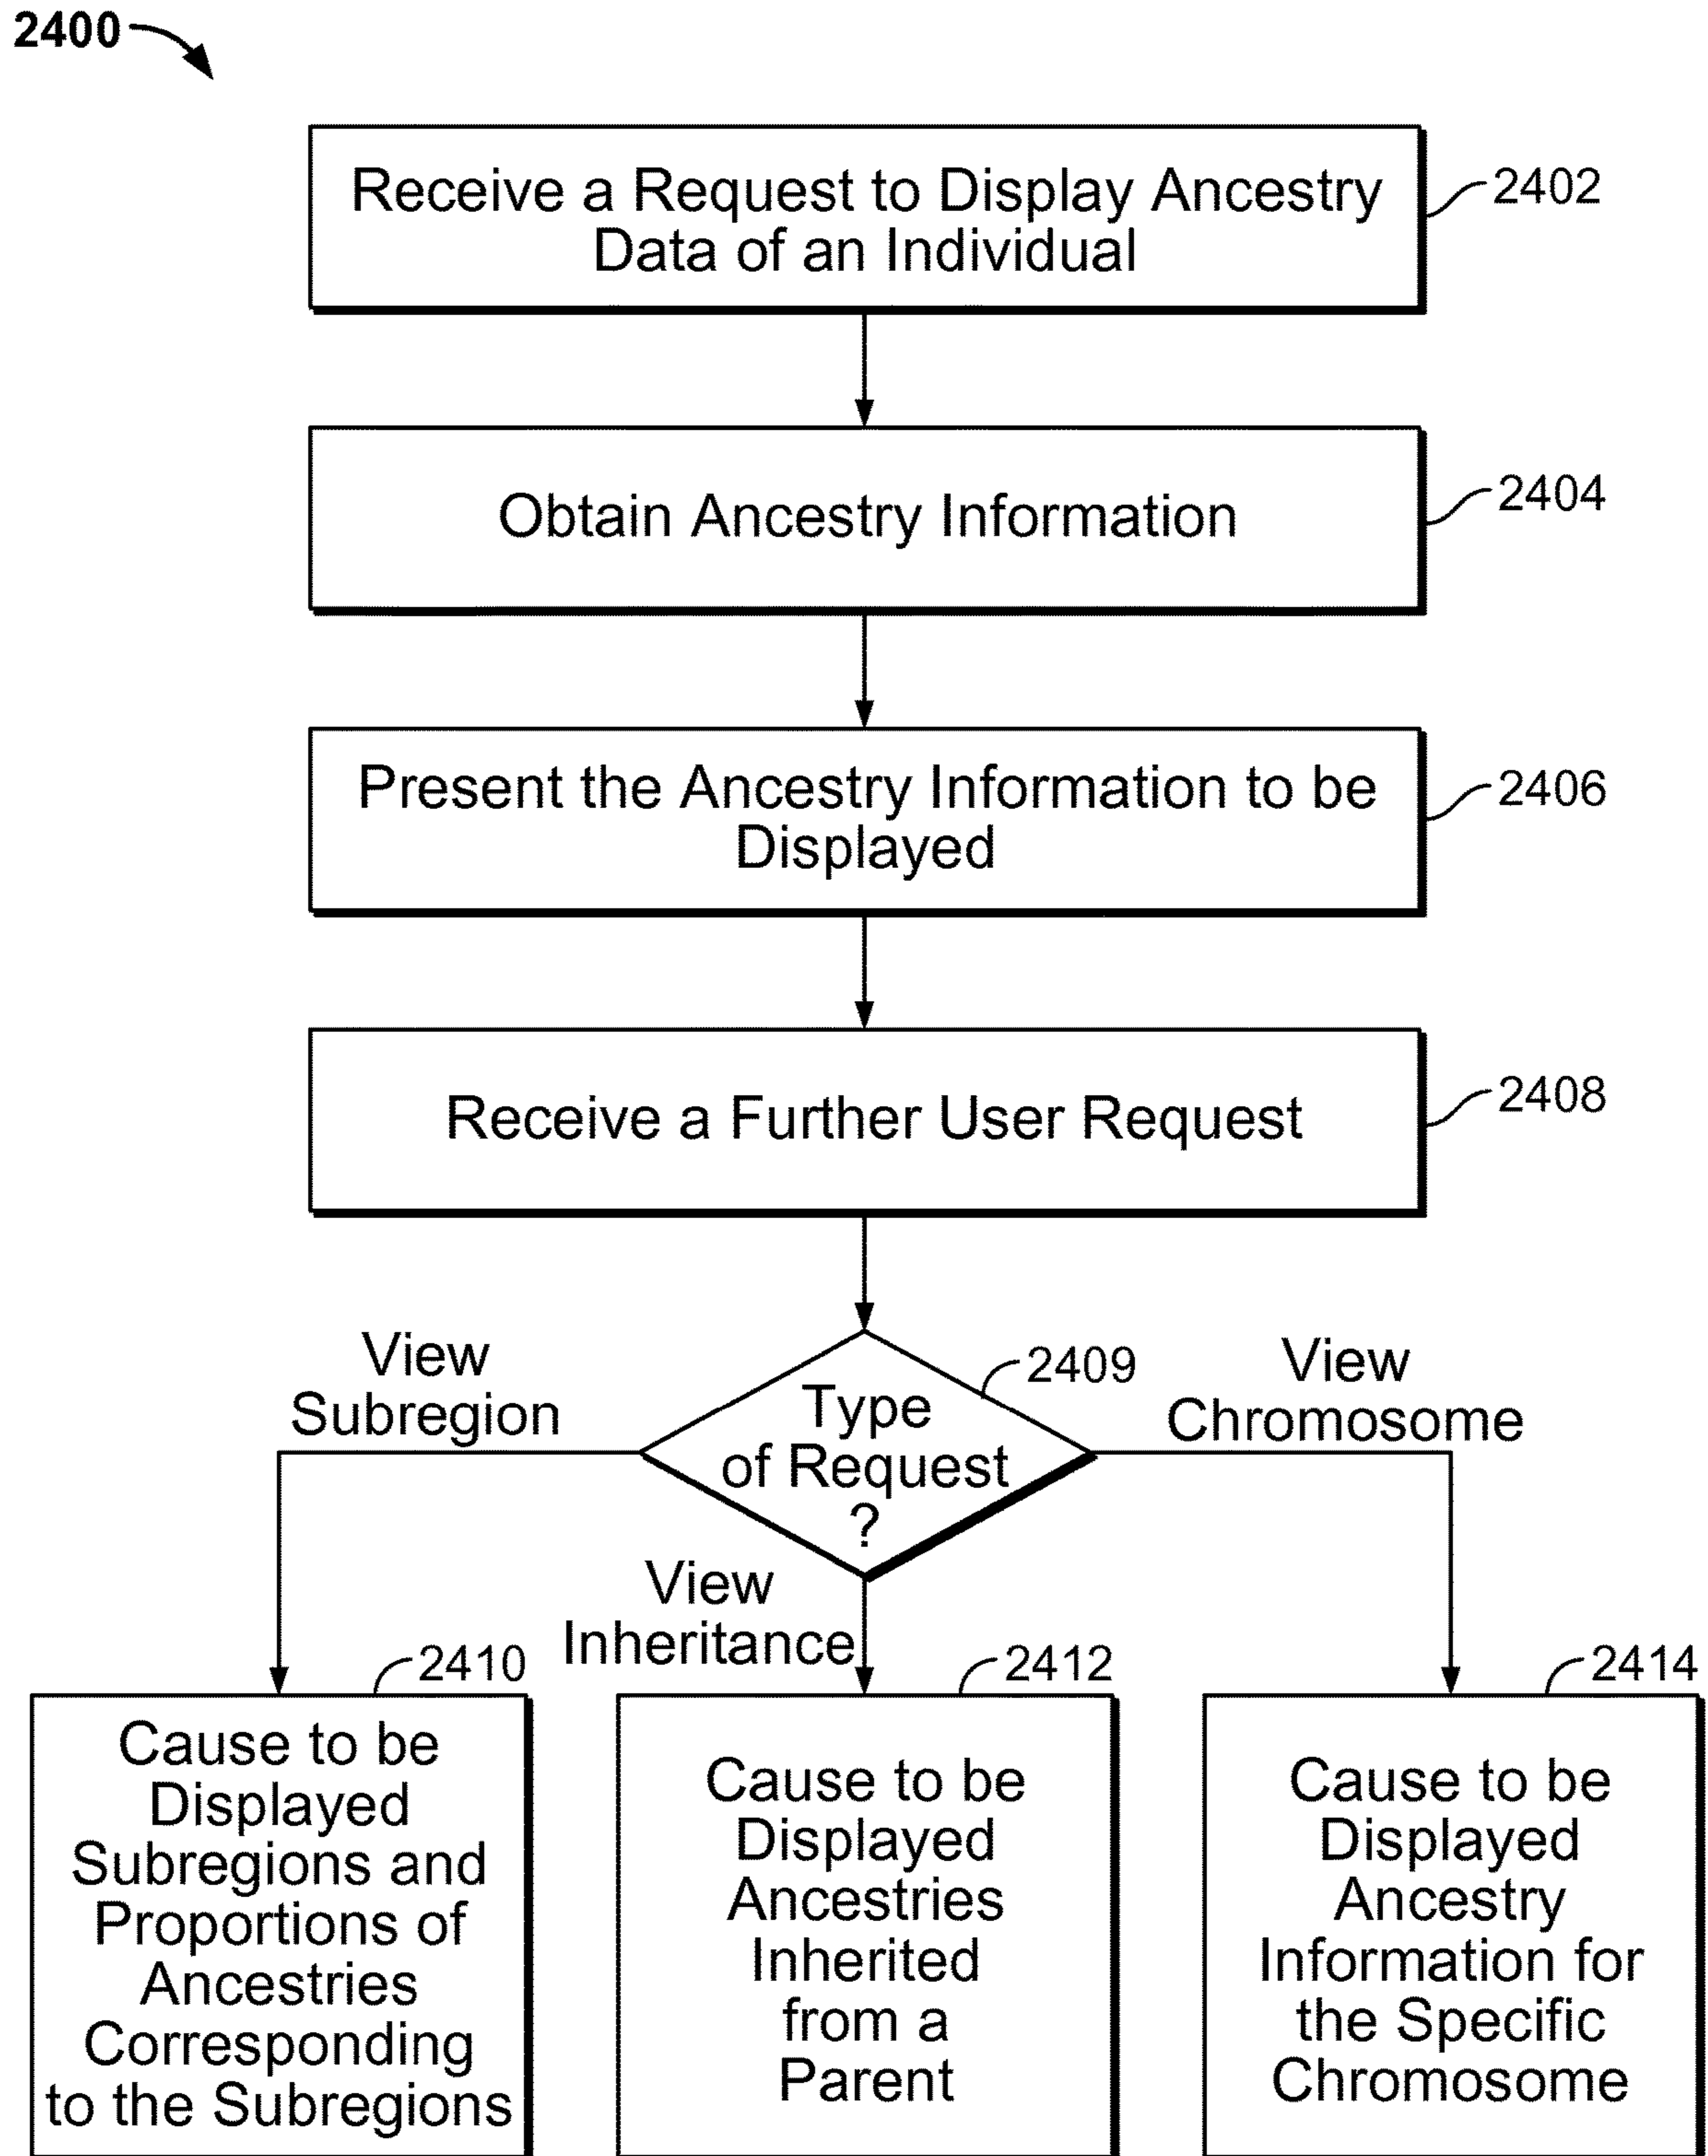 2400
Receive a Request to Display Ancestry
Data of an Individual
2402
Obtain Ancestry Information
2404
Present the Ancestry Information to be
Displayed
2406
Receive a Further User Request
2408
View
Subregion
Type
of Request
?
2409
View
Chromosome
View
Inheritance
2410
Cause to be
Displayed
Subregions and
Proportions of
Ancestries
Corresponding
to the Subregions
2412
Cause to be
Displayed
Ancestries
Inherited
from a
Parent
2414
Cause to be
Displayed
Ancestry
Information for
the Specific
Chromosome